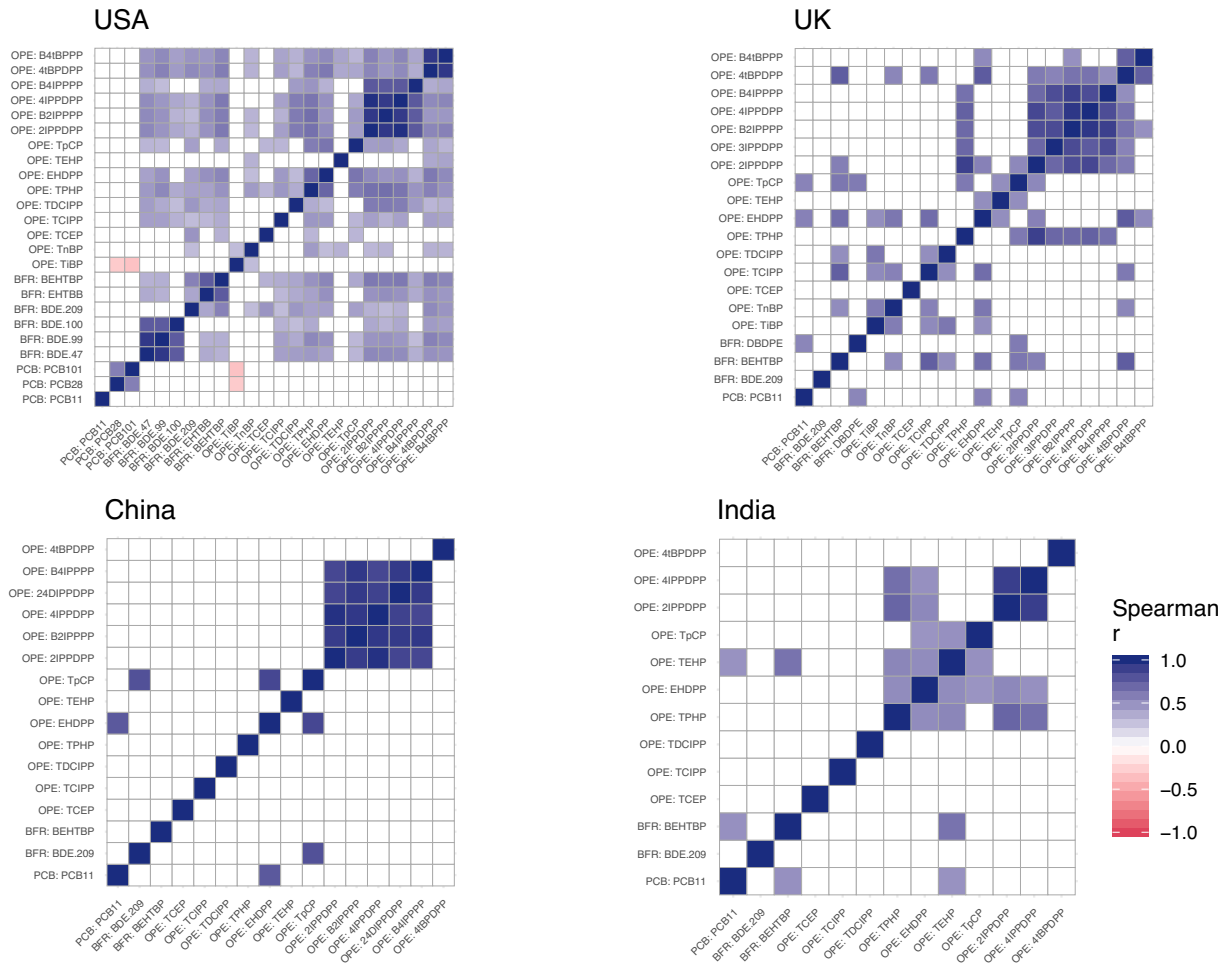 USA
OPE: B4tBPPP
OPE: 4tBPDPP
OPE: B4IPPPP
OPE: 4IPPDPP
OPE: B2IPPPP
OPE: 2IPPDPP
OPE: TpCP
OPE: TEHP
OPE: EHDPP
OPE: TPHP
OPE: TDCIPP
OPE: TCIPP
OPE: TCEP
OPE: TnBP
OPE: TiBP
BFR: BEHTBP
BFR: EHTBB
BFR: BDE.209
BFR: BDE.100
BFR: BDE.99
BFR: BDE.47
PCB: PCB101
PCB: PCB28
PCB: PCB11
PCB: PCB11
PCB: PCB28
PCB: PCB101
BFR: BDE.47
BFR: BDE.99
BFR: BDE.100
BFR: BDE.209
BFR: EHTBB
BFR: BEHTBP
OPE: TiBP
OPE: TnBP
OPE: TCEP
OPE: TCIPP
OPE: TDCIPP
OPE: TPHP
OPE: EHDPP
OPE: TEHP
OPE: TpCP
OPE: 2IPPDPP
OPE: B2IPPPP
OPE: 4IPPDPP
OPE: B4IPPPP
OPE: 4tBPDPP
OPE: B4tBPPP
UK
OPE: B4tBPPP
OPE: 4tBPDPP
OPE: B4IPPPP
OPE: 4IPPDPP
OPE: B2IPPPP
OPE: 3IPPDPP
OPE: 2IPPDPP
OPE: TpCP
OPE: TEHP
OPE: EHDPP
OPE: TPHP
OPE: TDCIPP
OPE: TCIPP
OPE: TCEP
OPE: TnBP
OPE: TiBP
BFR: DBDPE
BFR: BEHTBP
BFR: BDE.209
PCB: PCB11
PCB: PCB11
BFR: BDE.209
BFR: BEHTBP
BFR: DBDPE
OPE: TiBP
OPE: TnBP
OPE: TCEP
OPE: TCIPP
OPE: TDCIPP
OPE: TPHP
OPE: EHDPP
OPE: TEHP
OPE: TpCP
OPE: 2IPPDPP
OPE: 3IPPDPP
OPE: B2IPPPP
OPE: 4IPPDPP
OPE: B4IPPPP
OPE: 4tBPDPP
OPE: B4tBPPP
China
OPE: 4tBPDPP
OPE: B4IPPPP
OPE: 24DIPPDPP
OPE: 4IPPDPP
OPE: B2IPPPP
OPE: 2IPPDPP
OPE: TpCP
OPE: TEHP
OPE: EHDPP
OPE: TPHP
OPE: TDCIPP
OPE: TCIPP
OPE: TCEP
BFR: BEHTBP
BFR: BDE.209
PCB: PCB11
PCB: PCB11
BFR: BDE.209
BFR: BEHTBP
OPE: TCEP
OPE: TCIPP
OPE: TDCIPP
OPE: TPHP
OPE: EHDPP
OPE: TEHP
OPE: TpCP
OPE: 2IPPDPP
OPE: B2IPPPP
OPE: 4IPPDPP
OPE: 24DIPPDPP
OPE: B4IPPPP
OPE: 4tBPDPP
India
OPE: 4tBPDPP
OPE: 4IPPDPP
OPE: 2IPPDPP
OPE: TpCP
OPE: TEHP
OPE: EHDPP
OPE: TPHP
OPE: TDCIPP
OPE: TCIPP
OPE: TCEP
BFR: BEHTBP
BFR: BDE.209
PCB: PCB11
PCB: PCB11
BFR: BDE.209
BFR: BEHTBP
OPE: TCEP
OPE: TCIPP
OPE: TDCIPP
OPE: TPHP
OPE: EHDPP
OPE: TEHP
OPE: TpCP
OPE: 2IPPDPP
OPE: 4IPPDPP
OPE: 4tBPDPP
Spearman
r
1.0
0.5
0.0
−0.5
−1.0